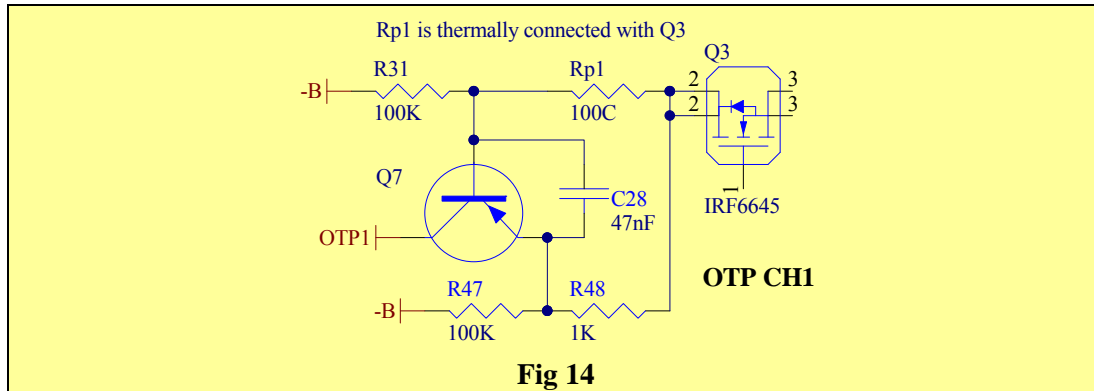 Rp1 is thermally connected with Q3
Q3
R31
Rp1
-B
100K
100C
2
2
3
3
1
IRF6645
Q7
C28
47nF
OTP1
OTP CH1
R47
R48
-B
100K
1K
Fig 14